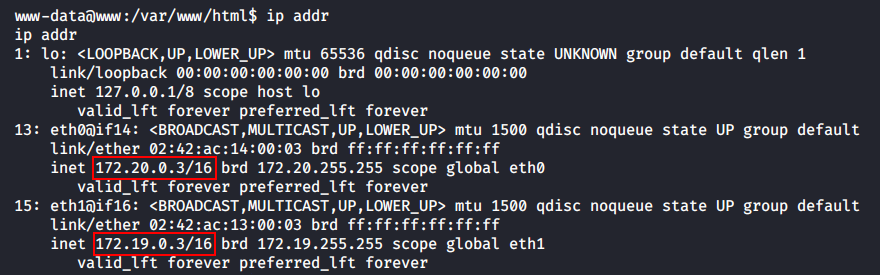 www-data@www:/var/www/html$ ip addr
ip addr
1: lo: <LOOPBACK,UP,LOWER_UP> mtu 65536 qdisc noqueue state UNKNOWN group default qlen 1
link/loopback 00:00:00:00:00:00 brd 00:00:00:00:00:00
inet 127.0.0.1/8 scope host lo
valid_lft forever preferred_lft forever
13: eth0@if14: <BROADCAST,MULTICAST,UP,LOWER_UP> mtu 1500 qdisc noqueue state UP group default
link/ether 02:42:ac:14:00:03 brd ff:ff:ff:ff:ff:ff
inet 172.20.0.3/16 brd 172.20.255.255 scope global eth0
valid_lft forever preferred_lft forever
15: eth1@if16: <BROADCAST,MULTICAST,UP,LOWER_UP> mtu 1500 qdisc noqueue state UP group default
link/ether 02:42:ac:13:00:03 brd ff:ff:ff:ff:ff:ff
inet 172.19.0.3/16 brd 172.19.255.255 scope global eth1
valid_lft forever preferred_lft forever